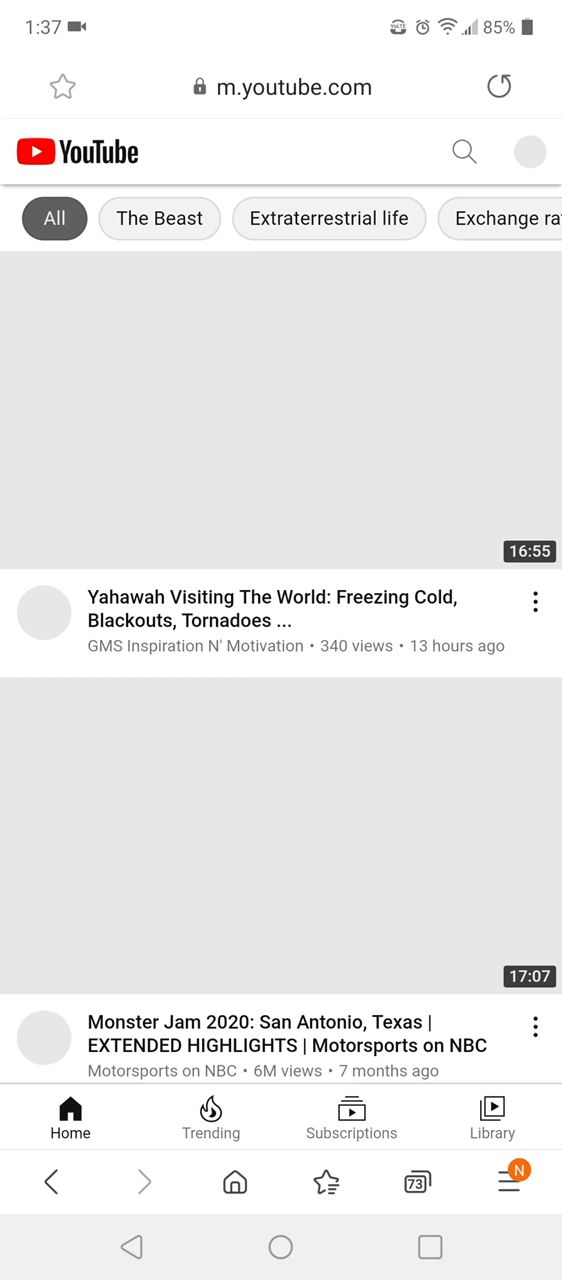 1:37
VoLTE
85%
m.youtube.com
YouTube
All
The Beast
Extraterrestrial life
Exchange ra
16:55
Yahawah Visiting The World: Freezing Cold,
Blackouts, Tornadoes ...
GMS Inspiration N' Motivation • 340 views • 13 hours ago
17:07
Monster Jam 2020: San Antonio, Texas |
EXTENDED HIGHLIGHTS | Motorsports on NBC
Motorsports on NBC • 6M views • 7 months ago
Home
Trending
Subscriptions
Library
73
N